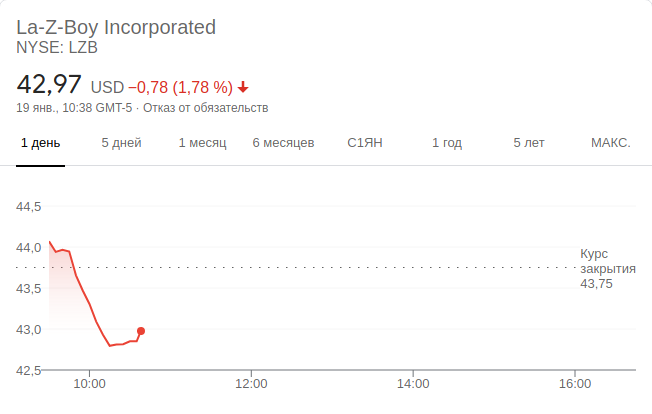 La-Z-Boy Incorporated
NYSE: LZB
42,97 USD −0,78 (1,78 %)
19 янв., 10:38 GMT-5 · Отказ от обязательств
1 день 5 дней 1 месяц 6 месяцев С1ЯН 1 год 5 лет МАКС.
44,5
44,0
43,5
43,0
42,5
Курс
закрытия
43,75
10:00 12:00 14:00 16:00